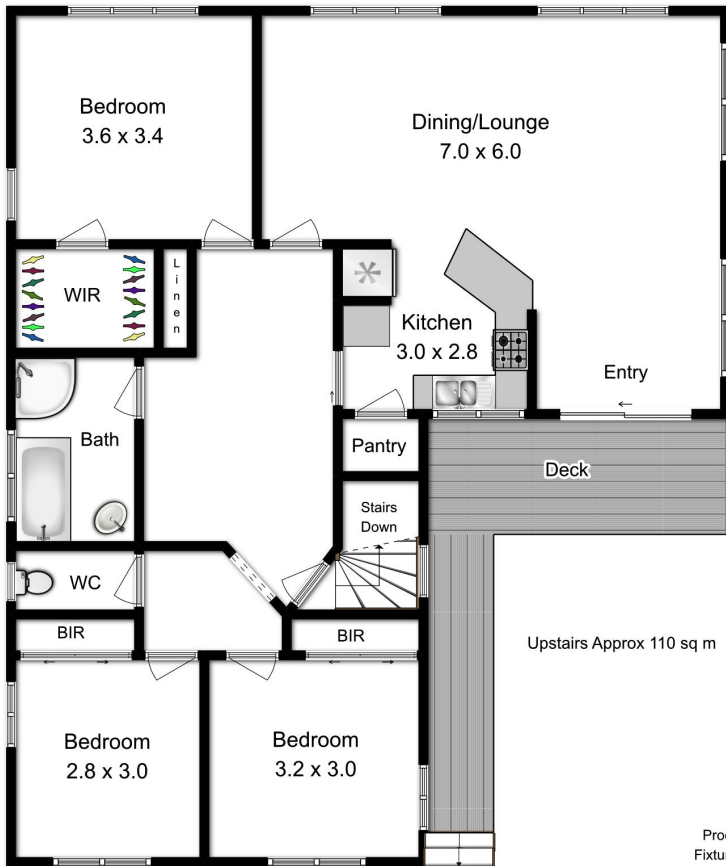 Bedroom
3.6 x 3.4
Dining/Lounge
7.0 x 6.0
WIR
Linen
Kitchen
3.0 x 2.8
Entry
Bath
Pantry
Deck
Stairs
Down
WC
BIR
BIR
Upstairs Approx 110 sq m
Bedroom
2.8 x 3.0
Bedroom
3.2 x 3.0